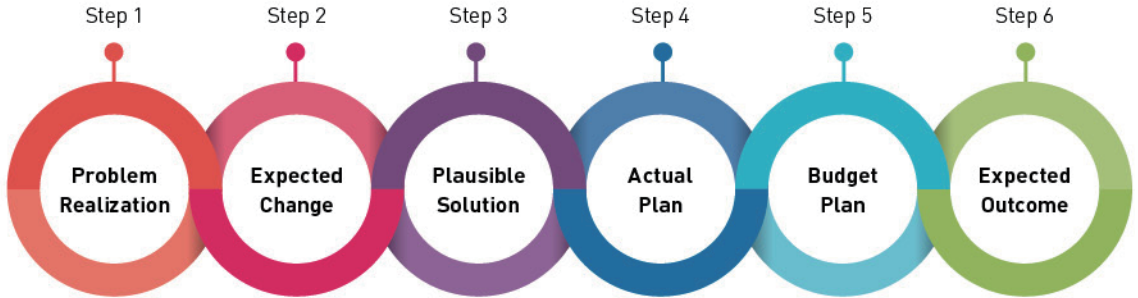 Step 1
Step 2
Step 3
Step 4
Step 5
Step 6
Problem
Realization
Expected
Change
Plausible
Solution
Actual
Plan
Budget
Plan
Expected
Outcome